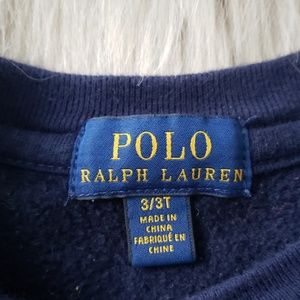 POLO
RALPH LAUREN
3/3T
MADE IN
CHINA
FABRIQUÉ EN
CHINE